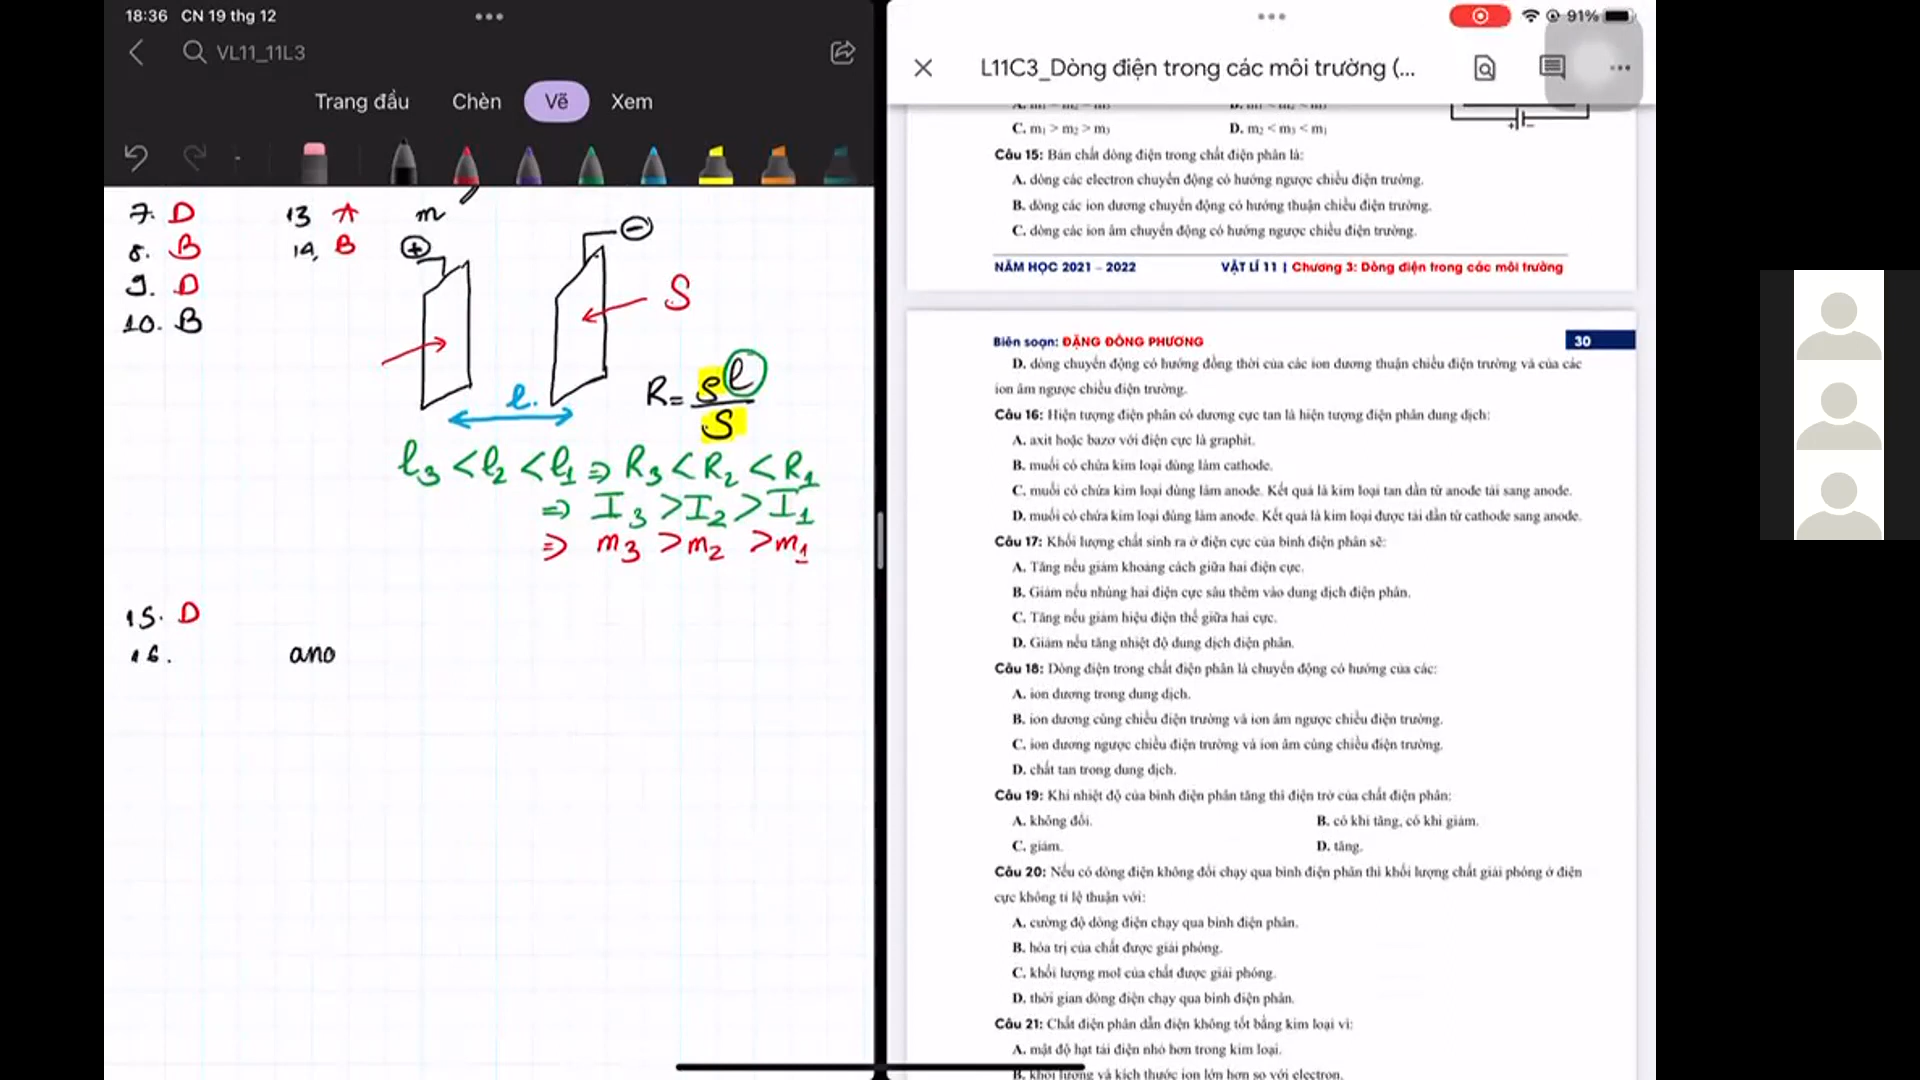 18:36 CN 19 thg 12
VL11_11L3
Trang đầu Chèn Vẽ Xem
7. D 13 A m
8. B 14. B + −
9. D S
10. B
R = ρl/S
l.
l3 < l2 < l1 ⇒ R3 < R2 < R1
⇒ I3 > I2 > I1
⇒ m3 > m2 > m1
15. D
16. ano
91%
L11C3_Dòng điện trong các môi trường (...
C. m₁ > m₂ > m₃ D. m₂ < m₃ < m₁
+ −
Câu 15: Bản chất dòng điện trong chất điện phân là:
A. dòng các electron chuyển động có hướng ngược chiều điện trường.
B. dòng các ion dương chuyển động có hướng thuận chiều điện trường.
C. dòng các ion âm chuyển động có hướng ngược chiều điện trường.
NĂM HỌC 2021 – 2022 VẬT LÍ 11 | Chương 3: Dòng điện trong các môi trường
Biên soạn: ĐẶNG ĐÔNG PHƯƠNG 30
D. dòng chuyển động có hướng đồng thời của các ion dương thuận chiều điện trường và của các
ion âm ngược chiều điện trường.
Câu 16: Hiện tượng điện phân có dương cực tan là hiện tượng điện phân dung dịch:
A. axit hoặc bazơ với điện cực là graphit.
B. muối có chứa kim loại dùng làm cathode.
C. muối có chứa kim loại dùng làm anode. Kết quả là kim loại tan dần từ anode tải sang anode.
D. muối có chứa kim loại dùng làm anode. Kết quả là kim loại được tải dần từ cathode sang anode.
Câu 17: Khối lượng chất sinh ra ở điện cực của bình điện phân sẽ:
A. Tăng nếu giảm khoảng cách giữa hai điện cực.
B. Giảm nếu nhúng hai điện cực sâu thêm vào dung dịch điện phân.
C. Tăng nếu giảm hiệu điện thế giữa hai cực.
D. Giảm nếu tăng nhiệt độ dung dịch điện phân.
Câu 18: Dòng điện trong chất điện phân là chuyển động có hướng của các:
A. ion dương trong dung dịch.
B. ion dương cùng chiều điện trường và ion âm ngược chiều điện trường.
C. ion dương ngược chiều điện trường và ion âm cùng chiều điện trường.
D. chất tan trong dung dịch.
Câu 19: Khi nhiệt độ của bình điện phân tăng thì điện trở của chất điện phân:
A. không đổi. B. có khi tăng, có khi giảm.
C. giảm. D. tăng.
Câu 20: Nếu có dòng điện không đổi chạy qua bình điện phân thì khối lượng chất giải phóng ở điện
cực không tỉ lệ thuận với:
A. cường độ dòng điện chạy qua bình điện phân.
B. hóa trị của chất được giải phóng.
C. khối lượng mol của chất được giải phóng.
D. thời gian dòng điện chạy qua bình điện phân.
Câu 21: Chất điện phân dẫn điện không tốt bằng kim loại vì:
A. mật độ hạt tải điện nhỏ hơn trong kim loại.
B. khối lượng và kích thước ion lớn hơn so với electron.